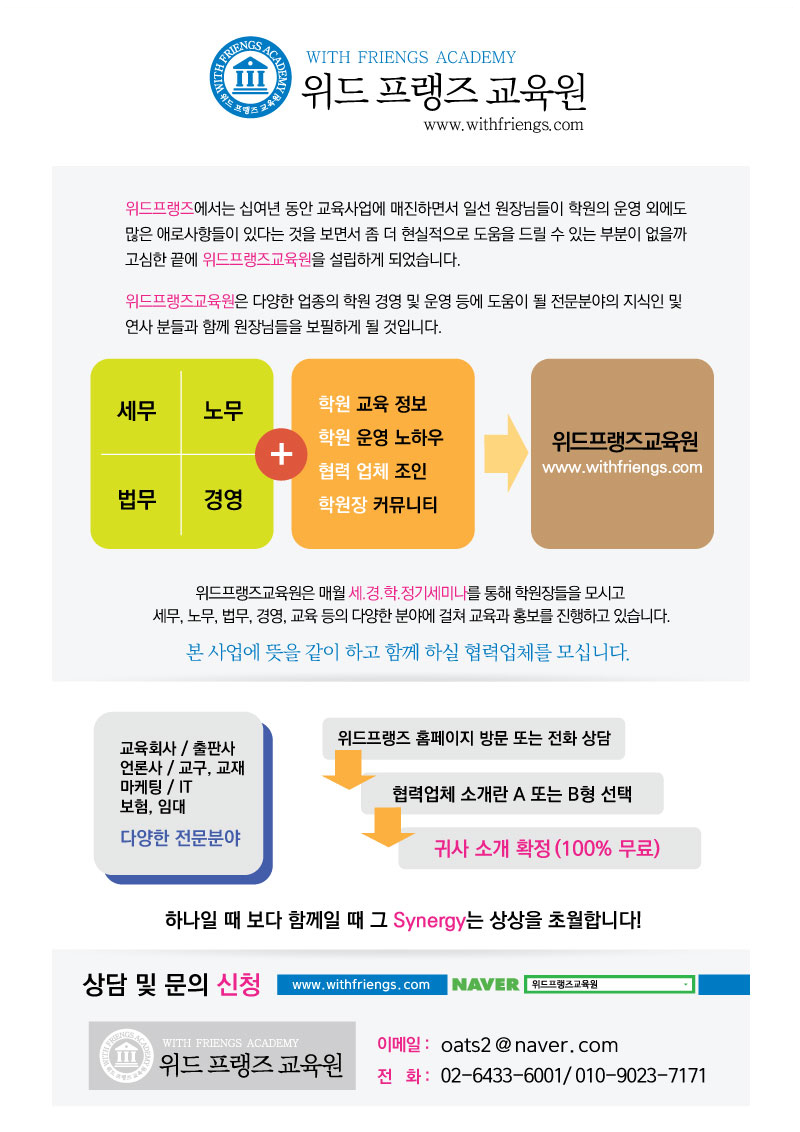 WITH FRIENGS ACADEMY
위드 프랭즈 교육원
WITH FRIENGS ACADEMY
위드 프랭즈 교육원
www.withfriengs.com
위드프랭즈에서는 십여년 동안 교육사업에 매진하면서 일선 원장님들이 학원의 운영 외에도
많은 애로사항들이 있다는 것을 보면서 좀 더 현실적으로 도움을 드릴 수 있는 부분이 없을까
고심한 끝에 위드프랭즈교육원을 설립하게 되었습니다.
위드프랭즈교육원은 다양한 업종의 학원 경영 및 운영 등에 도움이 될 전문분야의 지식인 및
연사 분들과 함께 원장님들을 보필하게 될 것입니다.
세무 노무
법무 경영
+
학원 교육 정보
학원 운영 노하우
협력 업체 조인
학원장 커뮤니티
위드프랭즈교육원
www.withfriengs.com
위드프랭즈교육원은 매월 세.경.학.정기세미나를 통해 학원장들을 모시고
세무, 노무, 법무, 경영, 교육 등의 다양한 분야에 걸쳐 교육과 홍보를 진행하고 있습니다.
본 사업에 뜻을 같이 하고 함께 하실 협력업체를 모십니다.
교육회사 / 출판사
언론사 / 교구, 교재
마케팅 / IT
보험, 임대
다양한 전문분야
위드프랭즈 홈페이지 방문 또는 전화 상담
협력업체 소개란 A 또는 B형 선택
귀사 소개 확정(100% 무료)
하나일 때 보다 함께일 때 그 Synergy는 상상을 초월합니다!
상담 및 문의 신청 www.withfriengs.com NAVER 위드프랭즈교육원
WITH FRIENGS ACADEMY
위드 프랭즈 교육원
WITH FRIENGS ACADEMY
위드 프랭즈 교육원
이메일 : oats2@naver.com
전 화 : 02-6433-6001/ 010-9023-7171